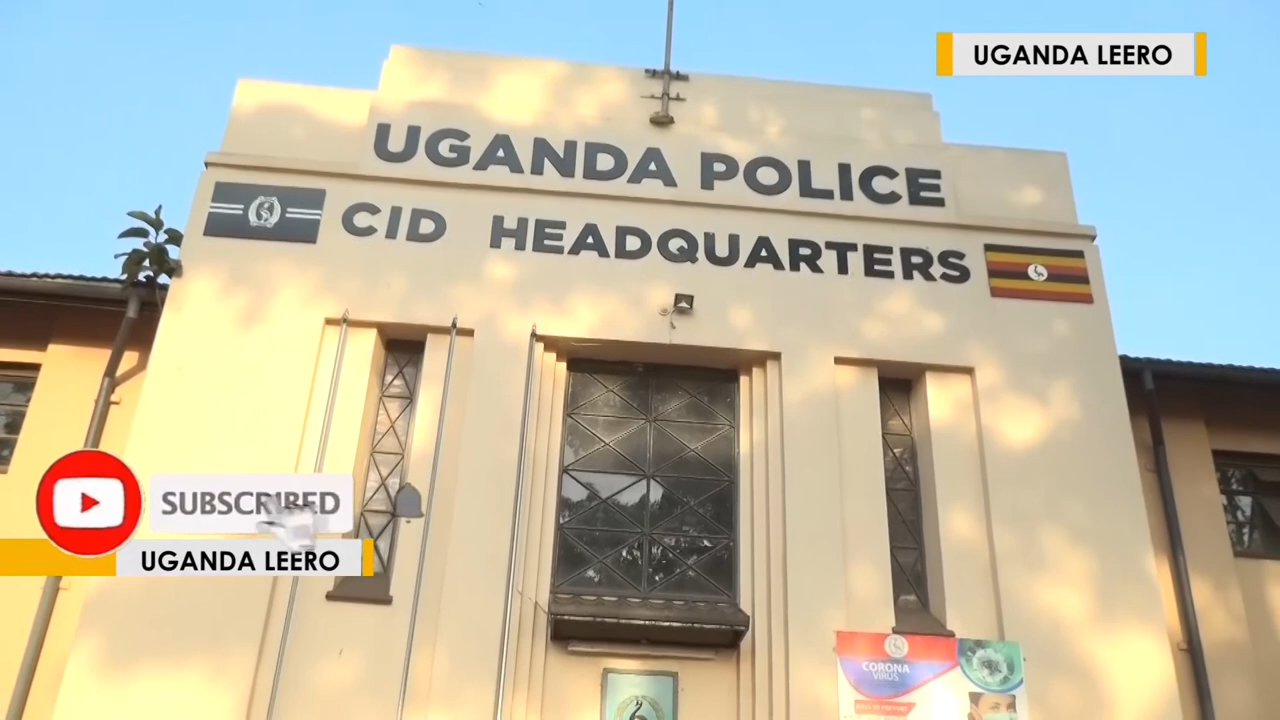 UGANDA LEERO
UGANDA POLICE
CID HEADQUARTERS
SUBSCRIBED
UGANDA LEERO
CORONA
VIRUS